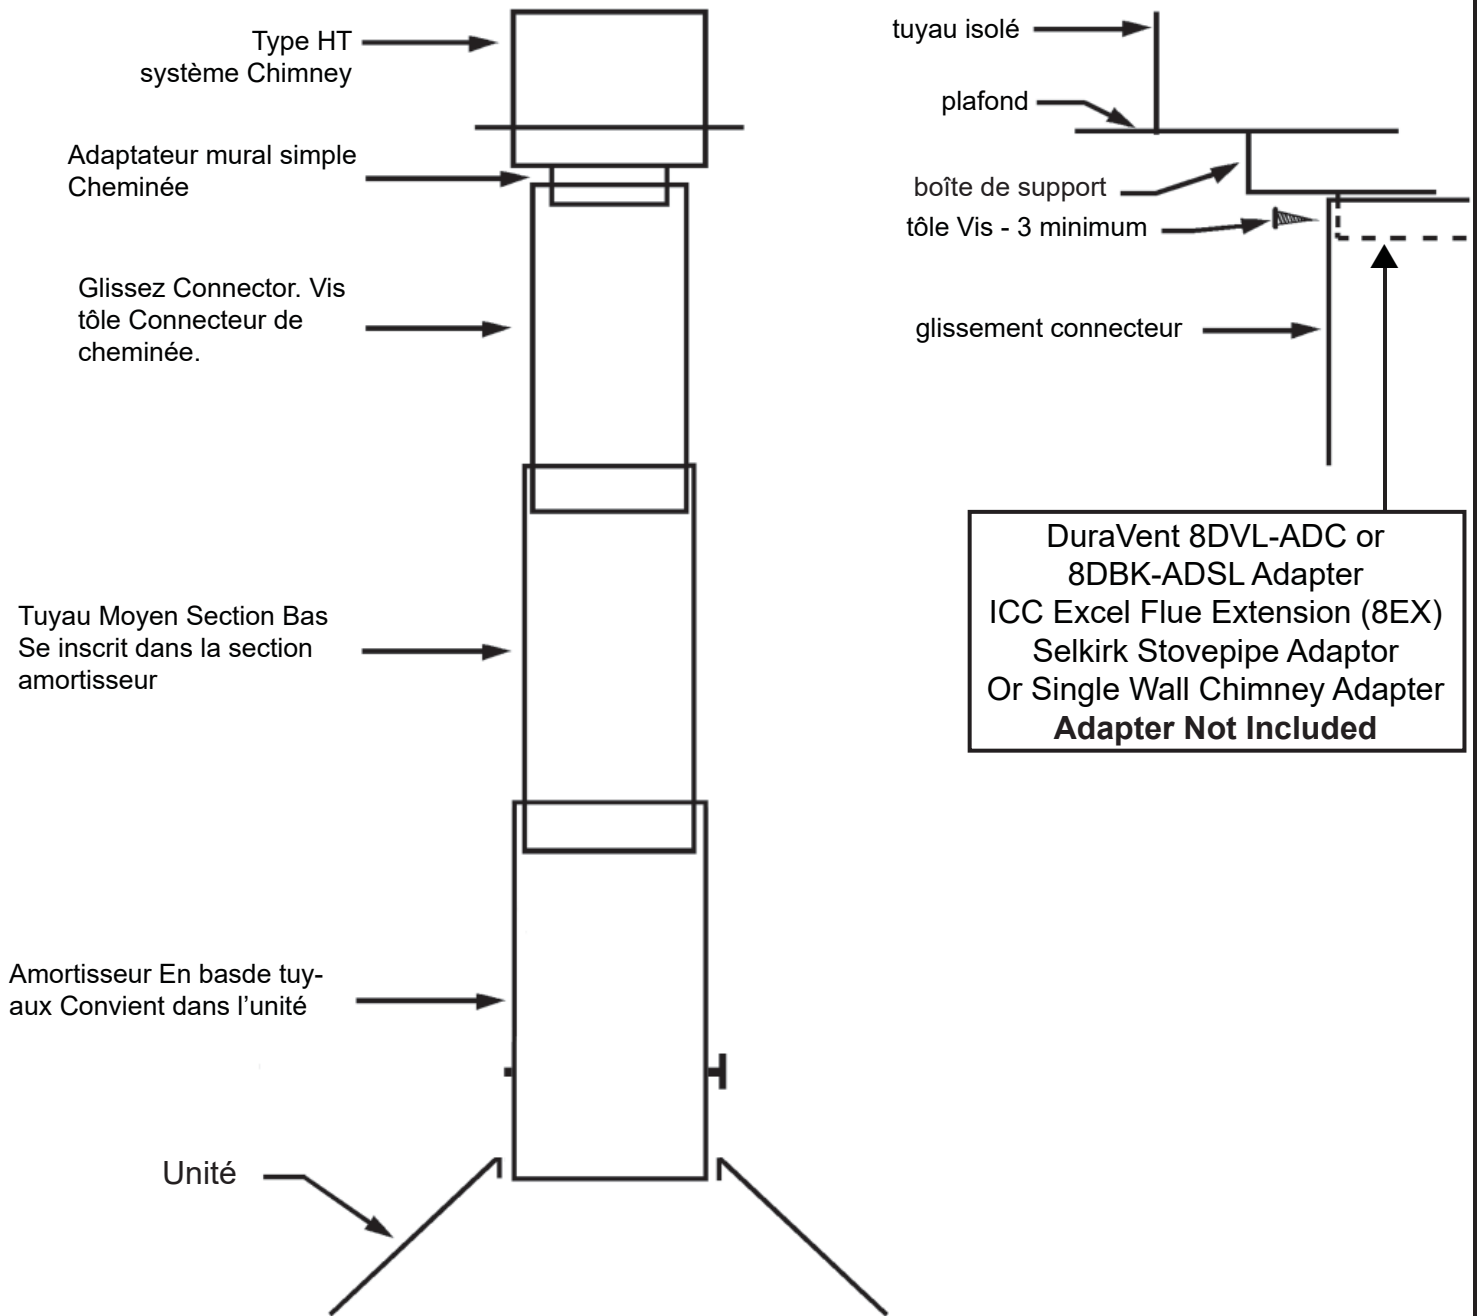 Type HT
système Chimney
Adaptateur mural simple
Cheminée
Glissez Connector. Vis
tôle Connecteur de
cheminée.
Tuyau Moyen Section Bas
Se inscrit dans la section
amortisseur
Amortisseur En basde tuy-
aux Convient dans l’unité
Unité
tuyau isolé
plafond
boîte de support
tôle Vis - 3 minimum
glissement connecteur
DuraVent 8DVL-ADC or
8DBK-ADSL Adapter
ICC Excel Flue Extension (8EX)
Selkirk Stovepipe Adaptor
Or Single Wall Chimney Adapter
Adapter Not Included